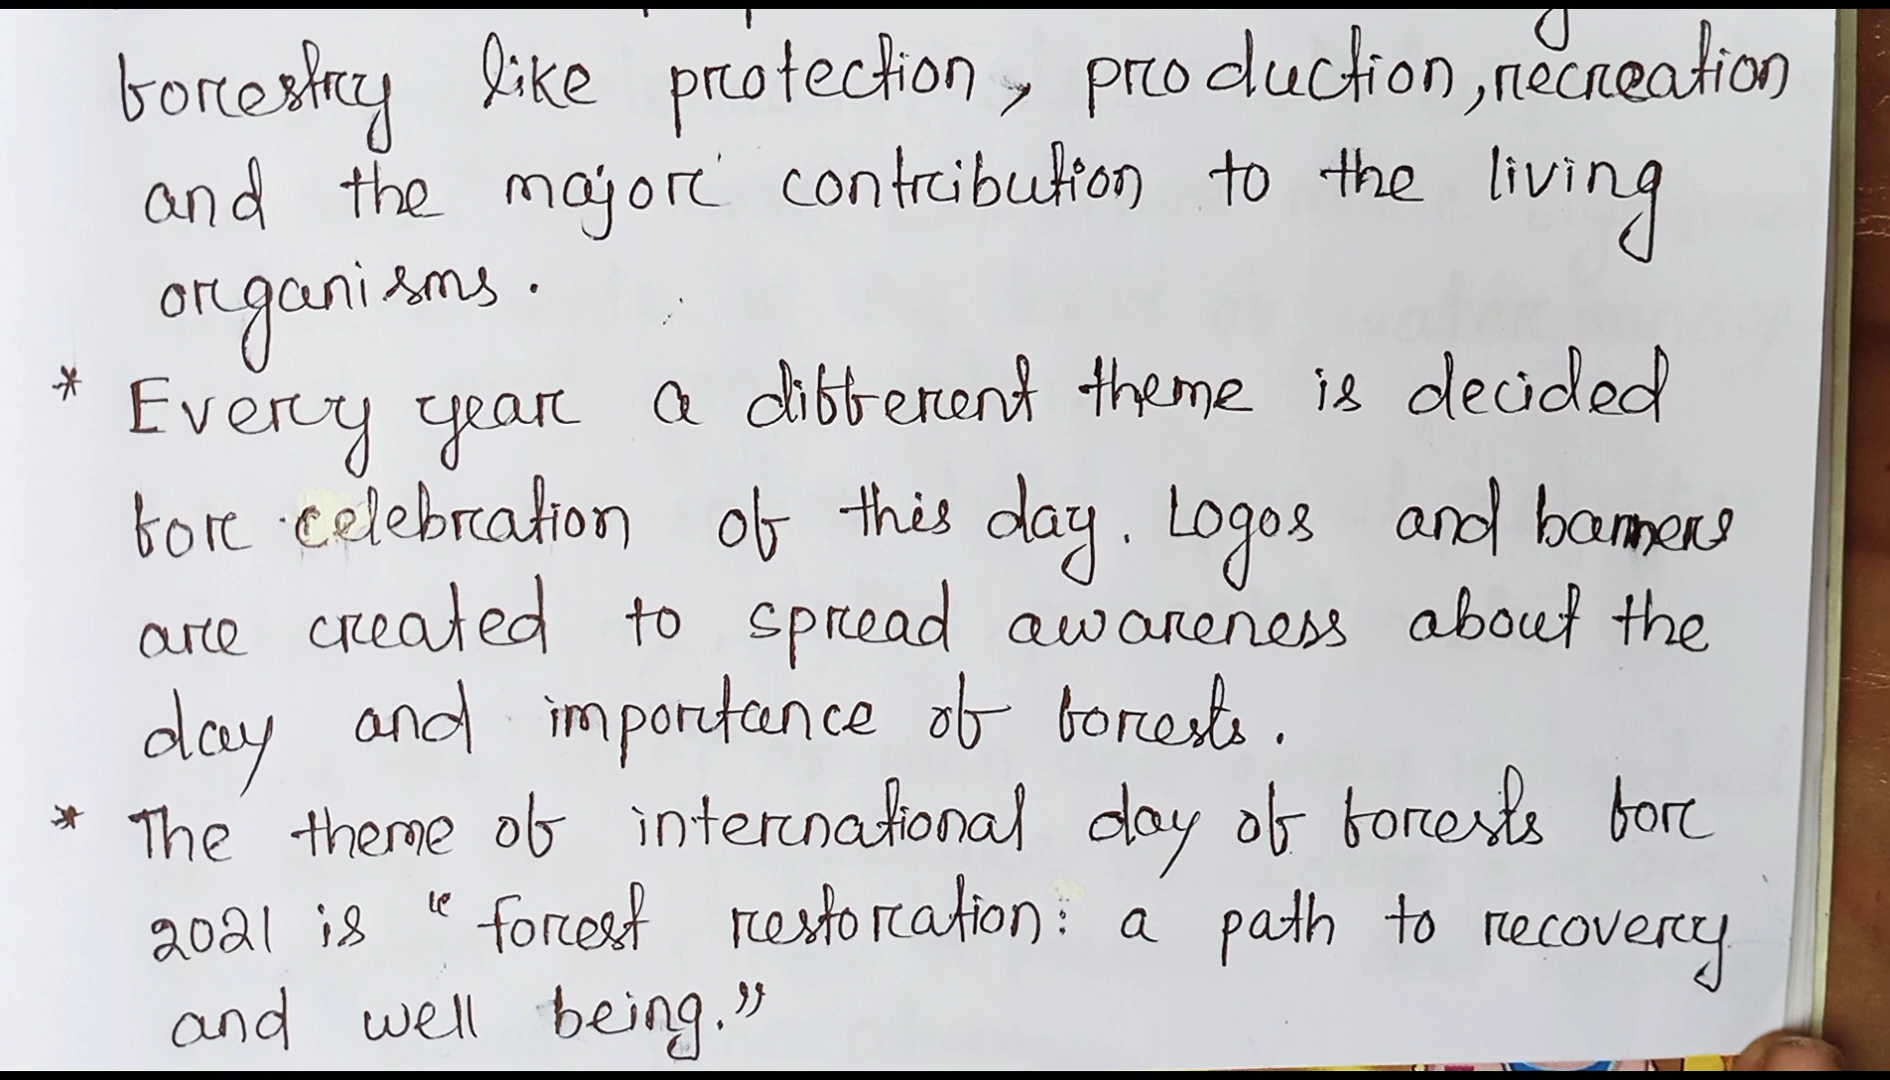 forestry like protection, production, recreation
and the major contribution to the living
organisms.
* Every year a different theme is decided
for celebration of this day. Logos and banners
are created to spread awareness about the
day and importance of forests.
* The theme of international day of forests for
2021 is "forest restoration: a path to recovery
and well being."